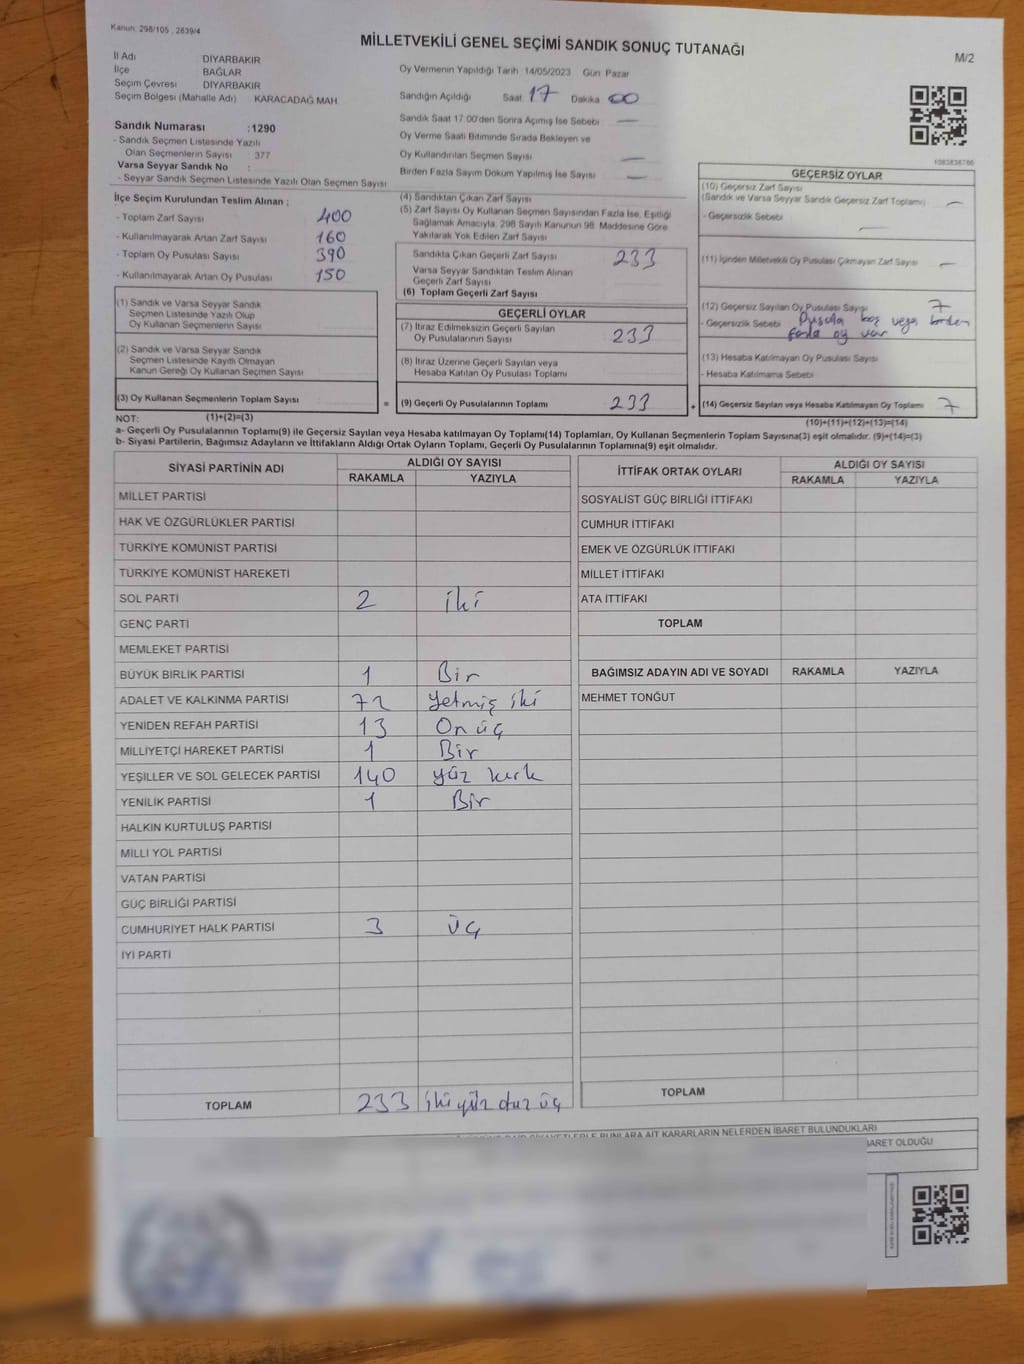 Kanun: 298/105 , 2839/4
MİLLETVEKİLİ GENEL SEÇİMİ SANDIK SONUÇ TUTANAĞI
M/2
İl Adı DİYARBAKIR
İlçe BAĞLAR
Seçim Çevresi DİYARBAKIR
Seçim Bölgesi (Mahalle Adı) KARACADAĞ MAH.
Sandık Numarası :1290
- Sandık Seçmen Listesinde Yazılı
Olan Seçmenlerin Sayısı : 377
Varsa Seyyar Sandık No :
- Seyyar Sandık Seçmen Listesinde Yazılı Olan Seçmen Sayısı
Oy Vermenin Yapıldığı Tarih 14/05/2023 Gün Pazar
Sandığın Açıldığı Saat 17 Dakika 00
Sandık Saat 17:00'den Sonra Açımış İse Sebebi —
Oy Verme Saati Bitiminde Sırada Bekleyen ve
Oy Kullandırılan Seçmen Sayısı —
Birden Fazla Sayım Döküm Yapılmış İse Sayısı —
İlçe Seçim Kurulundan Teslim Alınan ;
- Toplam Zarf Sayısı 400
- Kullanılmayarak Artan Zarf Sayısı 160
- Toplam Oy Pusulası Sayısı 390
- Kullanılmayarak Artan Oy Pusulası 150
(1) Sandık ve Varsa Seyyar Sandık
Seçmen Listesinde Yazılı Olup
Oy Kullanan Seçmenlerin Sayısı
(2) Sandık ve Varsa Seyyar Sandık
Seçmen Listesinde Kayıtlı Olmayan
Kanun Gereği Oy Kullanan Seçmen Sayısı
(3) Oy Kullanan Seçmenlerin Toplam Sayısı
=
(4) Sandıktan Çıkan Zarf Sayısı
(5) Zarf Sayısı Oy Kullanan Seçmen Sayısından Fazla İse, Eşitliği
Sağlamak Amacıyla, 298 Sayılı Kanunun 98. Maddesine Göre
Yakılarak Yok Edilen Zarf Sayısı
Sandıkta Çıkan Geçerli Zarf Sayısı 233
Varsa Seyyar Sandıktan Teslim Alınan
Geçerli Zarf Sayısı
(6) Toplam Geçerli Zarf Sayısı
GEÇERLİ OYLAR
(7) İtiraz Edilmeksizin Geçerli Sayılan
Oy Pusulalarının Sayısı 233
(8) İtiraz Üzerine Geçerli Sayılan veya
Hesaba Katılan Oy Pusulası Toplamı
(9) Geçerli Oy Pusulalarının Toplamı 233
+
1083838786
GEÇERSİZ OYLAR
(10) Geçersiz Zarf Sayısı
(Sandık ve Varsa Seyyar Sandık Geçersiz Zarf Toplamı) —
- Geçersizlik Sebebi —
(11) İçinden Milletvekili Oy Pusulası Çıkmayan Zarf Sayısı —
(12) Geçersiz Sayılan Oy Pusulası Sayısı 7
- Geçersizlik Sebebi Pusula boş veya birden
fazla oy var
(13) Hesaba Katılmayan Oy Pusulası Sayısı
- Hesaba Katılmama Sebebi
(14) Geçersiz Sayılan veya Hesaba Katılmayan Oy Toplamı 7
NOT: (1)+(2)=(3)
(10)+(11)+(12)+(13)=(14)
a- Geçerli Oy Pusulalarının Toplamı(9) ile Geçersiz Sayılan veya Hesaba katılmayan Oy Toplamı(14) Toplamları, Oy Kullanan Seçmenlerin Toplam Sayısına(3) eşit olmalıdır. (9)+(14)=(3)
b- Siyasi Partilerin, Bağımsız Adayların ve İttifakların Aldığı Ortak Oyların Toplamı, Geçerli Oy Pusulalarının Toplamına(9) eşit olmalıdır.
SİYASİ PARTİNİN ADI ALDIĞI OY SAYISI
RAKAMLA YAZIYLA
MİLLET PARTİSİ
HAK VE ÖZGÜRLÜKLER PARTİSİ
TÜRKİYE KOMÜNİST PARTİSİ
TÜRKİYE KOMÜNİST HAREKETİ
SOL PARTİ 2 iki
GENÇ PARTİ
MEMLEKET PARTİSİ
BÜYÜK BİRLİK PARTİSİ 1 Bir
ADALET VE KALKINMA PARTİSİ 72 yetmiş iki
YENİDEN REFAH PARTİSİ 13 On üç
MİLLİYETÇİ HAREKET PARTİSİ 1 Bir
YEŞİLLER VE SOL GELECEK PARTİSİ 140 yüz kırk
YENİLİK PARTİSİ 1 Bir
HALKIN KURTULUŞ PARTİSİ
MİLLİ YOL PARTİSİ
VATAN PARTİSİ
GÜÇ BİRLİĞİ PARTİSİ
CUMHURİYET HALK PARTİSİ 3 üç
İYİ PARTİ
TOPLAM 233 iki yüz otuz üç
İTTİFAK ORTAK OYLARI ALDIĞI OY SAYISI
RAKAMLA YAZIYLA
SOSYALİST GÜÇ BİRLİĞİ İTTİFAKI
CUMHUR İTTİFAKI
EMEK VE ÖZGÜRLÜK İTTİFAKI
MİLLET İTTİFAKI
ATA İTTİFAKI
TOPLAM
BAĞIMSIZ ADAYIN ADI VE SOYADI RAKAMLA YAZIYLA
MEHMET TONĞUT
TOPLAM
BUNLARA AİT KARARLARIN NELERDEN İBARET BULUNDUKLARI
İBARET OLDUĞU